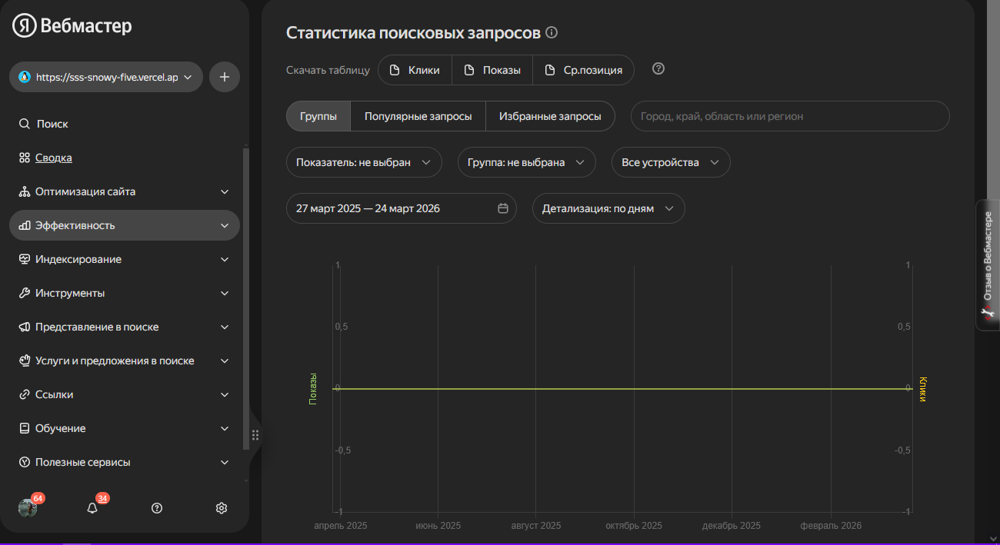 Я Вебмастер
https://sss-snowy-five.vercel.ap
Поиск
Сводка
Оптимизация сайта
Эффективность
Индексирование
Инструменты
Представление в поиске
Услуги и предложения в поиске
Ссылки
Обучение
Полезные сервисы
64
34
Статистика поисковых запросов
Скачать таблицу Клики Показы Ср.позиция
Группы Популярные запросы Избранные запросы Город, край, область или регион
Показатель: не выбран Группа: не выбрана Все устройства
27 март 2025 — 24 март 2026 Детализация: по дням
1 1
0,5 0,5
0 0
-0,5 -0,5
-1 -1
Показы
Клики
апрель 2025 июнь 2025 август 2025 октябрь 2025 декабрь 2025 февраль 2026
Отзыв о Вебмастере